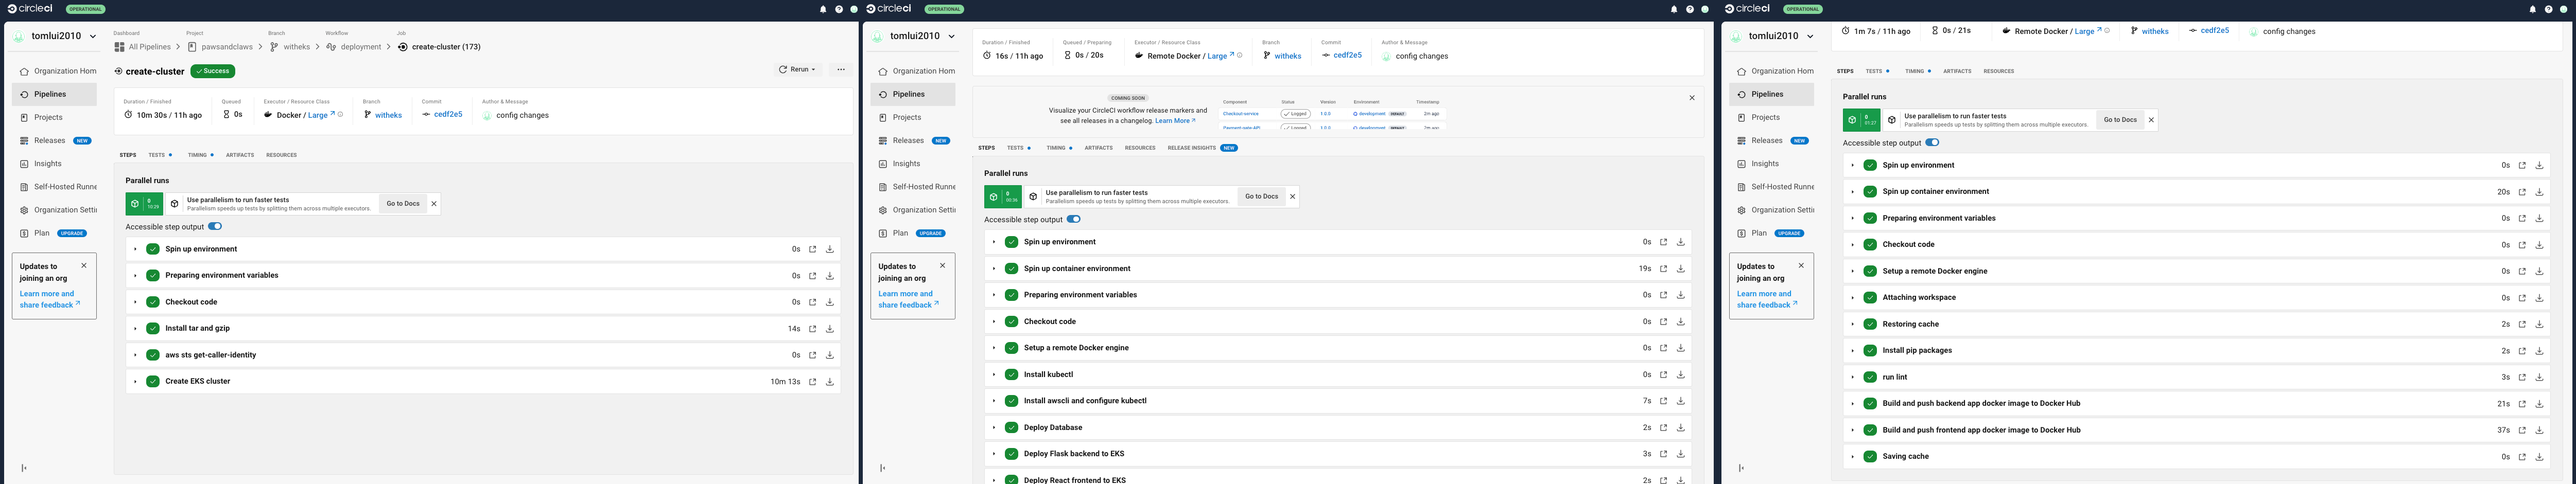 circleci OPERATIONAL
tomlui2010
Organization Hom
Pipelines
Projects
Releases NEW
Insights
Self-Hosted Runne
Organization Setti
Plan UPGRADE
Updates to
joining an org
Learn more and
share feedback
Dashboard Project Branch Workflow Job
All Pipelines pawsandclaws witheks deployment create-cluster (173)
create-cluster Success Rerun
Duration / Finished Queued Executor / Resource Class Branch Commit Author & Message
10m 30s / 11h ago 0s Docker / Large witheks cedf2e5 config changes
STEPS TESTS TIMING ARTIFACTS RESOURCES
Parallel runs
0
Use parallelism to run faster tests
Parallelism speeds up tests by splitting them across multiple executors.
Go to Docs
Accessible step output
Spin up environment 0s
Preparing environment variables 0s
Checkout code 0s
Install tar and gzip 14s
aws sts get-caller-identity 0s
Create EKS cluster 10m 13s
circleci OPERATIONAL
tomlui2010
Organization Hom
Pipelines
Projects
Releases NEW
Insights
Self-Hosted Runne
Organization Setti
Plan UPGRADE
Updates to
joining an org
Learn more and
share feedback
Duration / Finished Queued / Preparing Executor / Resource Class Branch Commit Author & Message
16s / 11h ago 0s / 20s Remote Docker / Large witheks cedf2e5 config changes
COMING SOON
Visualize your CircleCI workflow release markers and
see all releases in a changelog. Learn More
Component Status Version Environment Timestamp
Checkout-service Logged 1.0.0 development DEFAULT 2m ago
STEPS TESTS TIMING ARTIFACTS RESOURCES RELEASE INSIGHTS NEW
Parallel runs
0
Use parallelism to run faster tests
Parallelism speeds up tests by splitting them across multiple executors.
Go to Docs
Accessible step output
Spin up environment 0s
Spin up container environment 19s
Preparing environment variables 0s
Checkout code 0s
Setup a remote Docker engine 0s
Install kubectl 0s
Install awscli and configure kubectl 7s
Deploy Database 2s
Deploy Flask backend to EKS 3s
Deploy React frontend to EKS 2s
circleci OPERATIONAL
tomlui2010
Organization Hom
Pipelines
Projects
Releases NEW
Insights
Self-Hosted Runne
Organization Setti
Plan UPGRADE
Updates to
joining an org
Learn more and
share feedback
1m 7s / 11h ago 0s / 21s Remote Docker / Large witheks cedf2e5 config changes
STEPS TESTS TIMING ARTIFACTS RESOURCES
Parallel runs
0
Use parallelism to run faster tests
Parallelism speeds up tests by splitting them across multiple executors.
Go to Docs
Accessible step output
Spin up environment 0s
Spin up container environment 20s
Preparing environment variables 0s
Checkout code 0s
Setup a remote Docker engine 0s
Attaching workspace 0s
Restoring cache 2s
Install pip packages 2s
run lint 3s
Build and push backend app docker image to Docker Hub 21s
Build and push frontend app docker image to Docker Hub 37s
Saving cache 0s